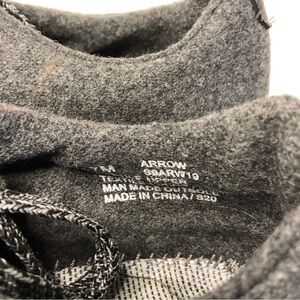 M ARROW
S9ARW19
TEXTILE UPPER
MAN MADE OUTSOLE
MADE IN CHINA / S20